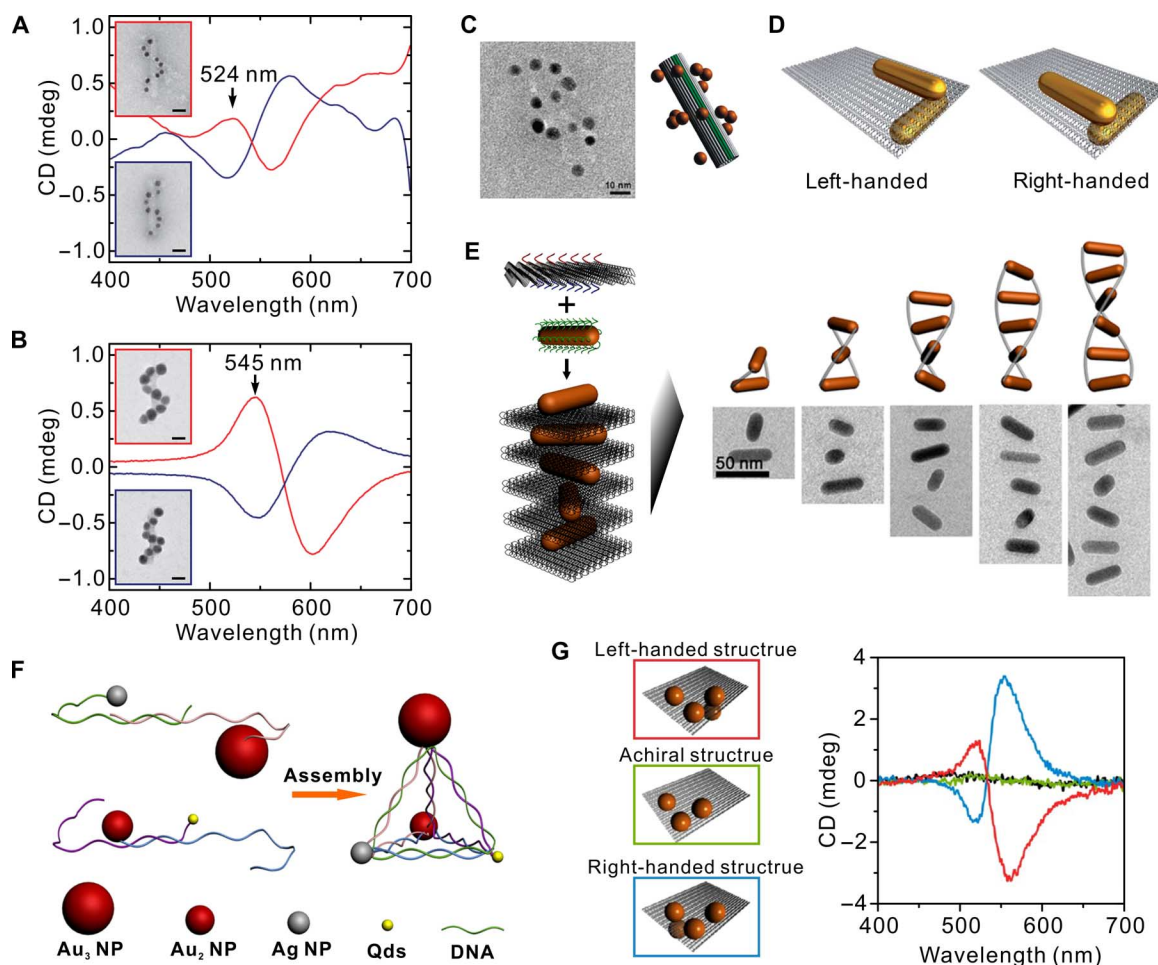 A
CD (mdeg)
1.0
0.5
0.0
−0.5
−1.0
524 nm
400 500 600 700
Wavelength (nm)
B
CD (mdeg)
1.0
0.5
0.0
−0.5
−1.0
545 nm
400 500 600 700
Wavelength (nm)
C
10 nm
D
Left-handed Right-handed
E
+
50 nm
F
Assembly
Au3 NP Au2 NP Ag NP Qds DNA
G
Left-handed structrue
Achiral structrue
Right-handed structrue
CD (mdeg)
4
2
0
−2
−4
400 500 600 700
Wavelength (nm)